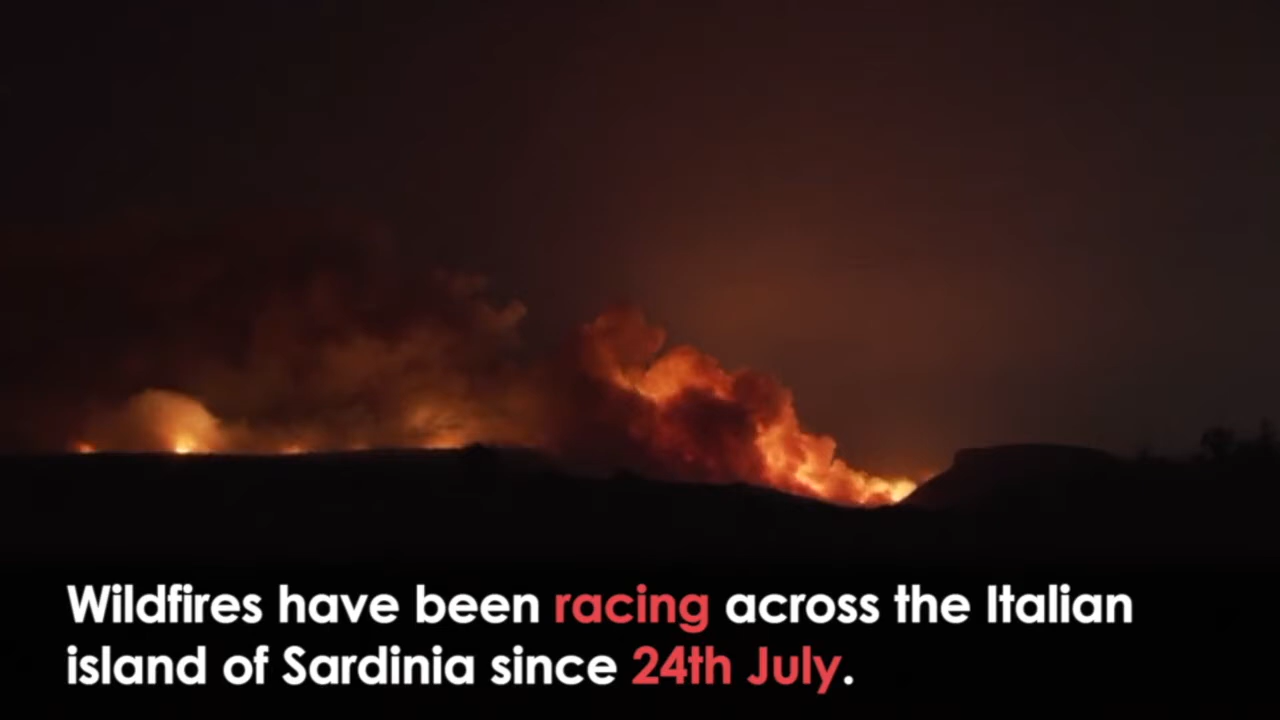 Wildfires have been racing across the Italian
island of Sardinia since 24th July.